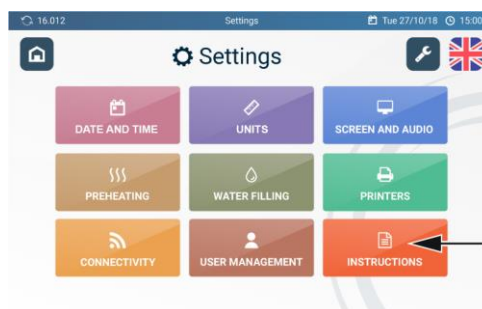 16.012 Settings Tue 27/10/18 15:00
Settings
DATE AND TIME UNITS SCREEN AND AUDIO
PREHEATING WATER FILLING PRINTERS
CONNECTIVITY USER MANAGEMENT INSTRUCTIONS